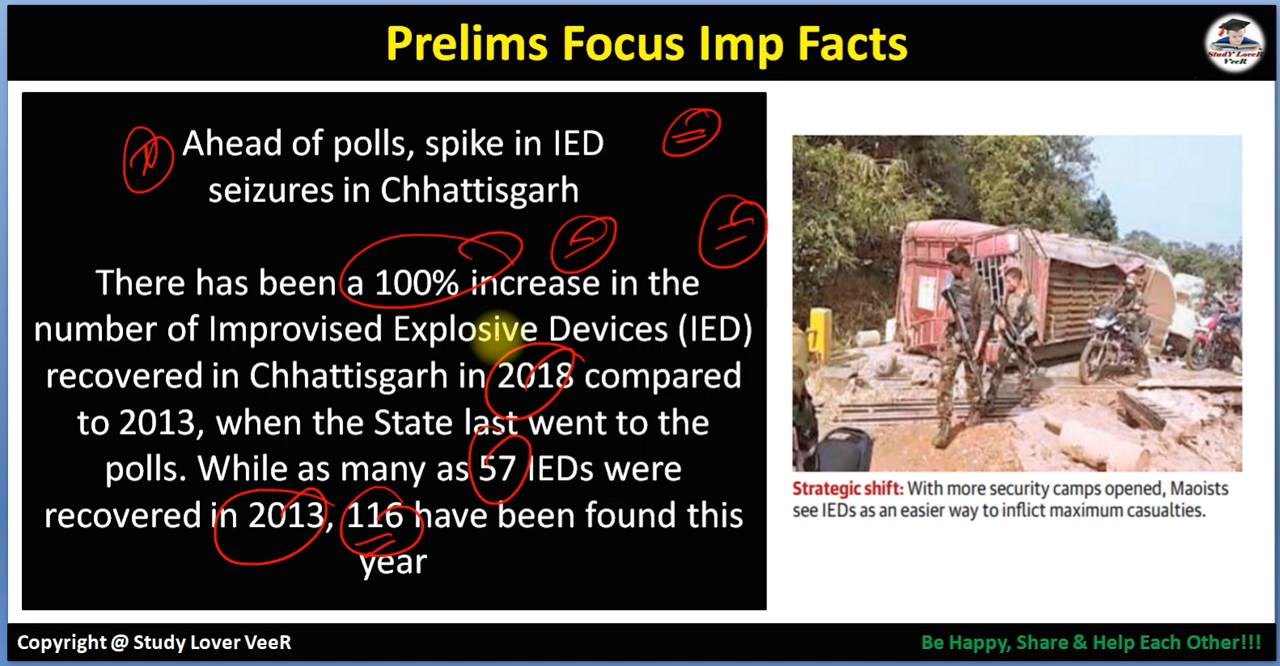 Prelims Focus Imp Facts
StudY LoveR
VeeR
Ahead of polls, spike in IED
seizures in Chhattisgarh
There has been a 100% increase in the
number of Improvised Explosive Devices (IED)
recovered in Chhattisgarh in 2018 compared
to 2013, when the State last went to the
polls. While as many as 57 IEDs were
recovered in 2013, 116 have been found this
year
Strategic shift: With more security camps opened, Maoists
see IEDs as an easier way to inflict maximum casualties.
Copyright @ Study Lover VeeR
Be Happy, Share & Help Each Other!!!